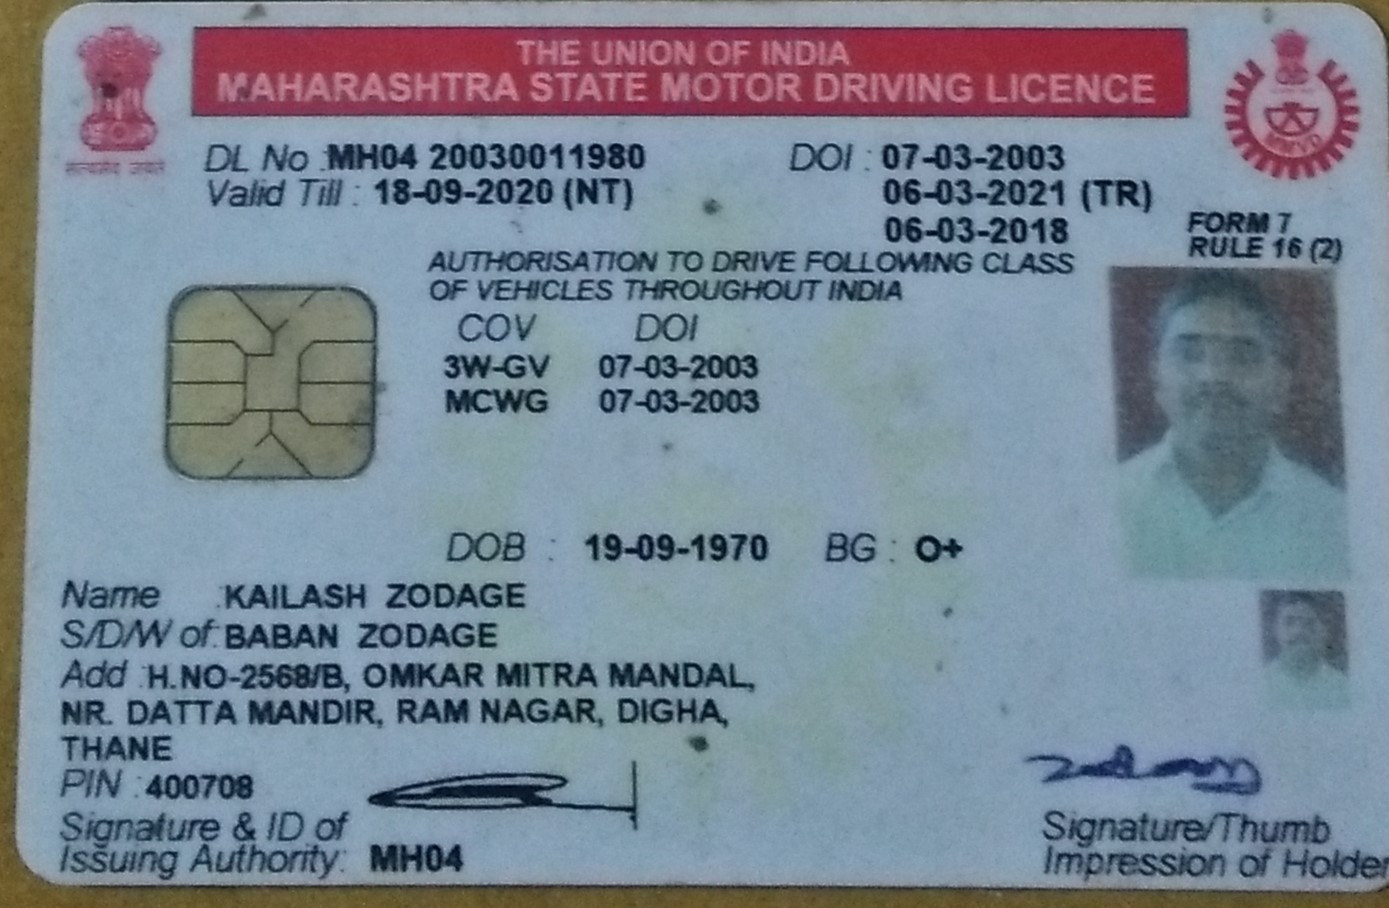 THE UNION OF INDIA
MAHARASHTRA STATE MOTOR DRIVING LICENCE
सत्यमेव जयते
DL No : MH04 20030011980 DOI : 07-03-2003
Valid Till : 18-09-2020 (NT) 06-03-2021 (TR)
06-03-2018
FORM 7
RULE 16 (2)
AUTHORISATION TO DRIVE FOLLOWING CLASS
OF VEHICLES THROUGHOUT INDIA
COV DOI
3W-GV 07-03-2003
MCWG 07-03-2003
DOB : 19-09-1970 BG : O+
Name : KAILASH ZODAGE
S/D/W of: BABAN ZODAGE
Add : H.NO-2568/B, OMKAR MITRA MANDAL,
NR. DATTA MANDIR, RAM NAGAR, DIGHA,
THANE
PIN : 400708
Signature & ID of
Issuing Authority: MH04
Signature/Thumb
Impression of Holder